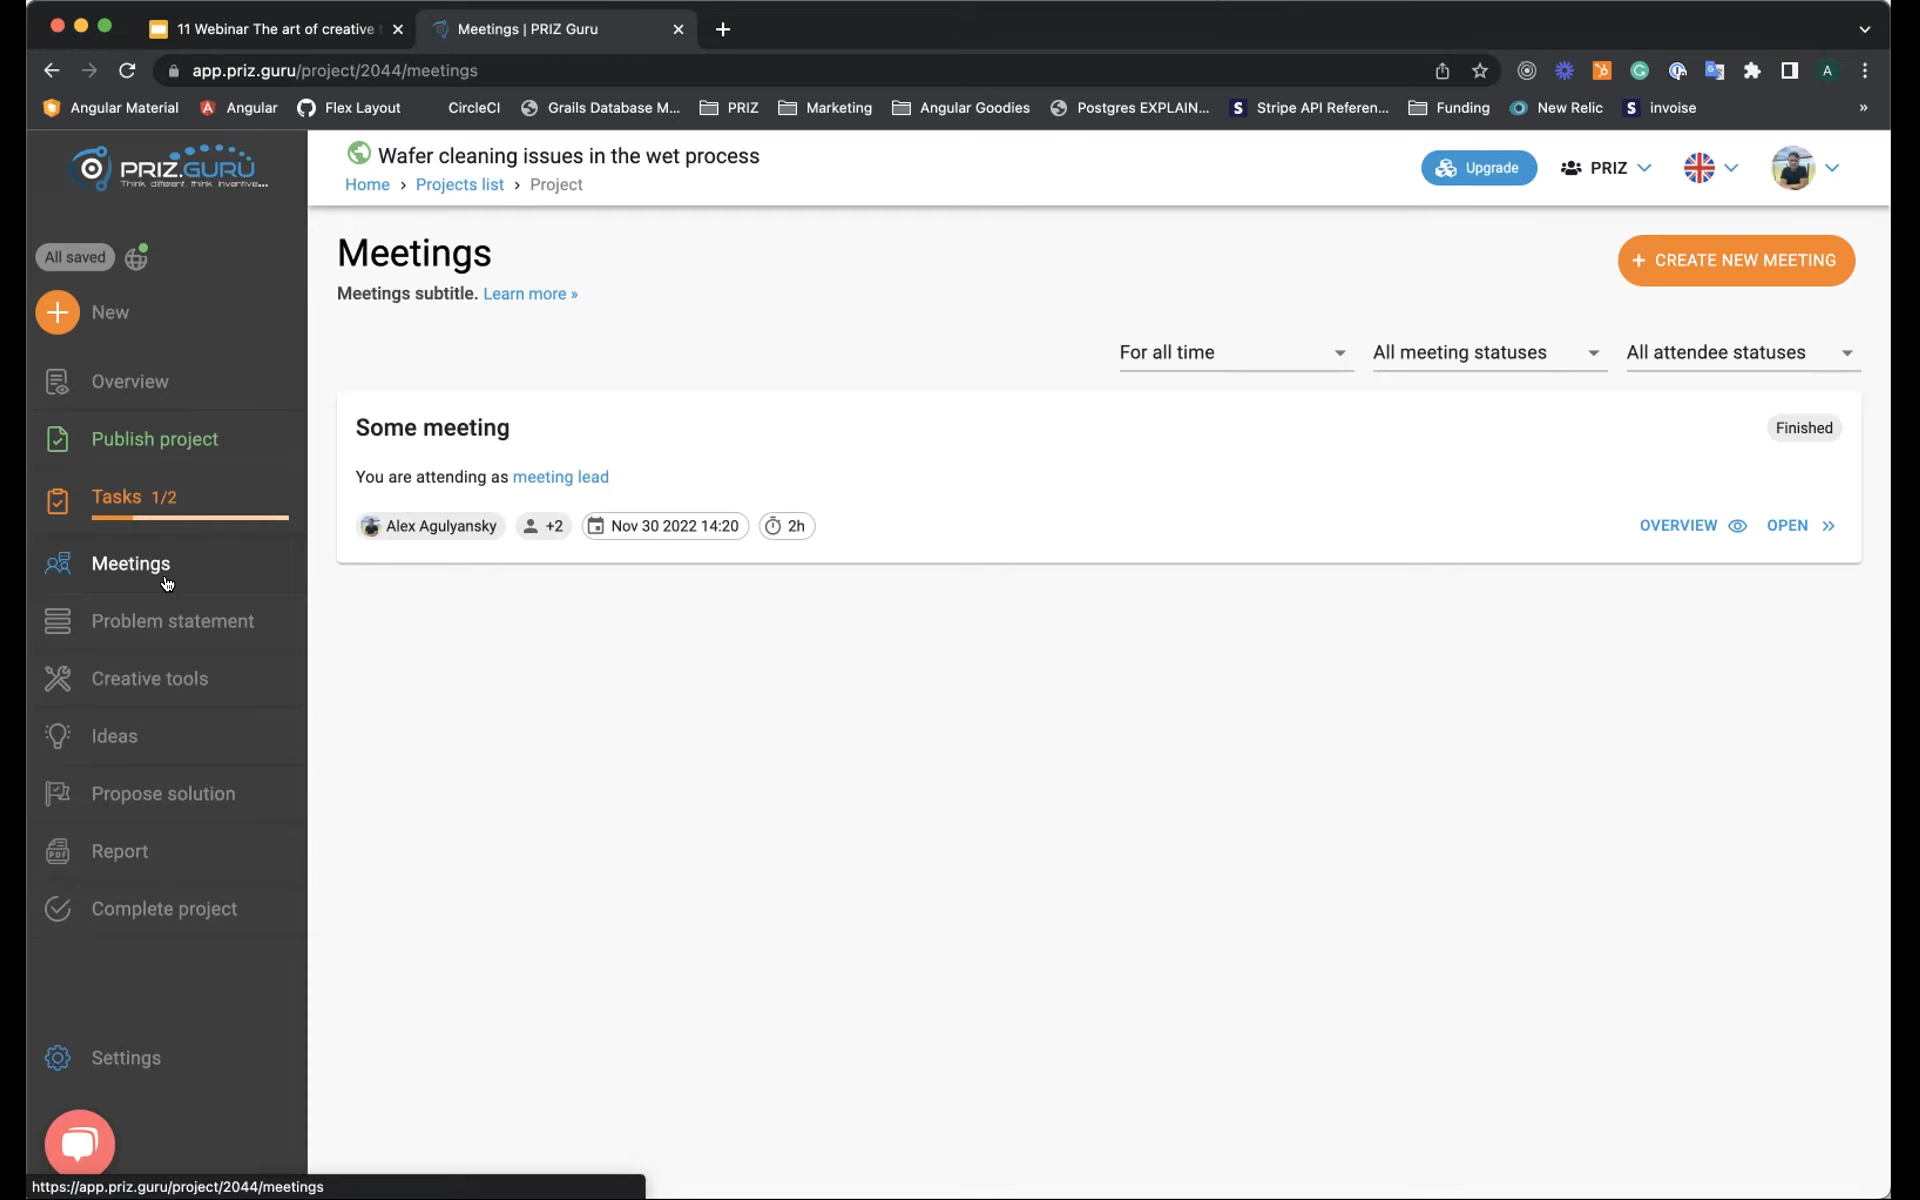 11 Webinar The art of creative
Meetings | PRIZ Guru
app.priz.guru/project/2044/meetings
A
Angular Material
Angular
Flex Layout
CircleCI
Grails Database M...
PRIZ
Marketing
Angular Goodies
Postgres EXPLAIN...
Stripe API Referen...
Funding
New Relic
invoise
»
PRIZ.GURU
Think different, think inventive...
Wafer cleaning issues in the wet process
Home › Projects list › Project
Upgrade
PRIZ
All saved
New
Overview
Publish project
Tasks 1/2
Meetings
Problem statement
Creative tools
Ideas
Propose solution
Report
Complete project
Settings
Meetings
Meetings subtitle. Learn more »
+ CREATE NEW MEETING
For all time
All meeting statuses
All attendee statuses
Some meeting
Finished
You are attending as meeting lead
Alex Agulyansky
+2
Nov 30 2022 14:20
2h
OVERVIEW
OPEN »
https://app.priz.guru/project/2044/meetings